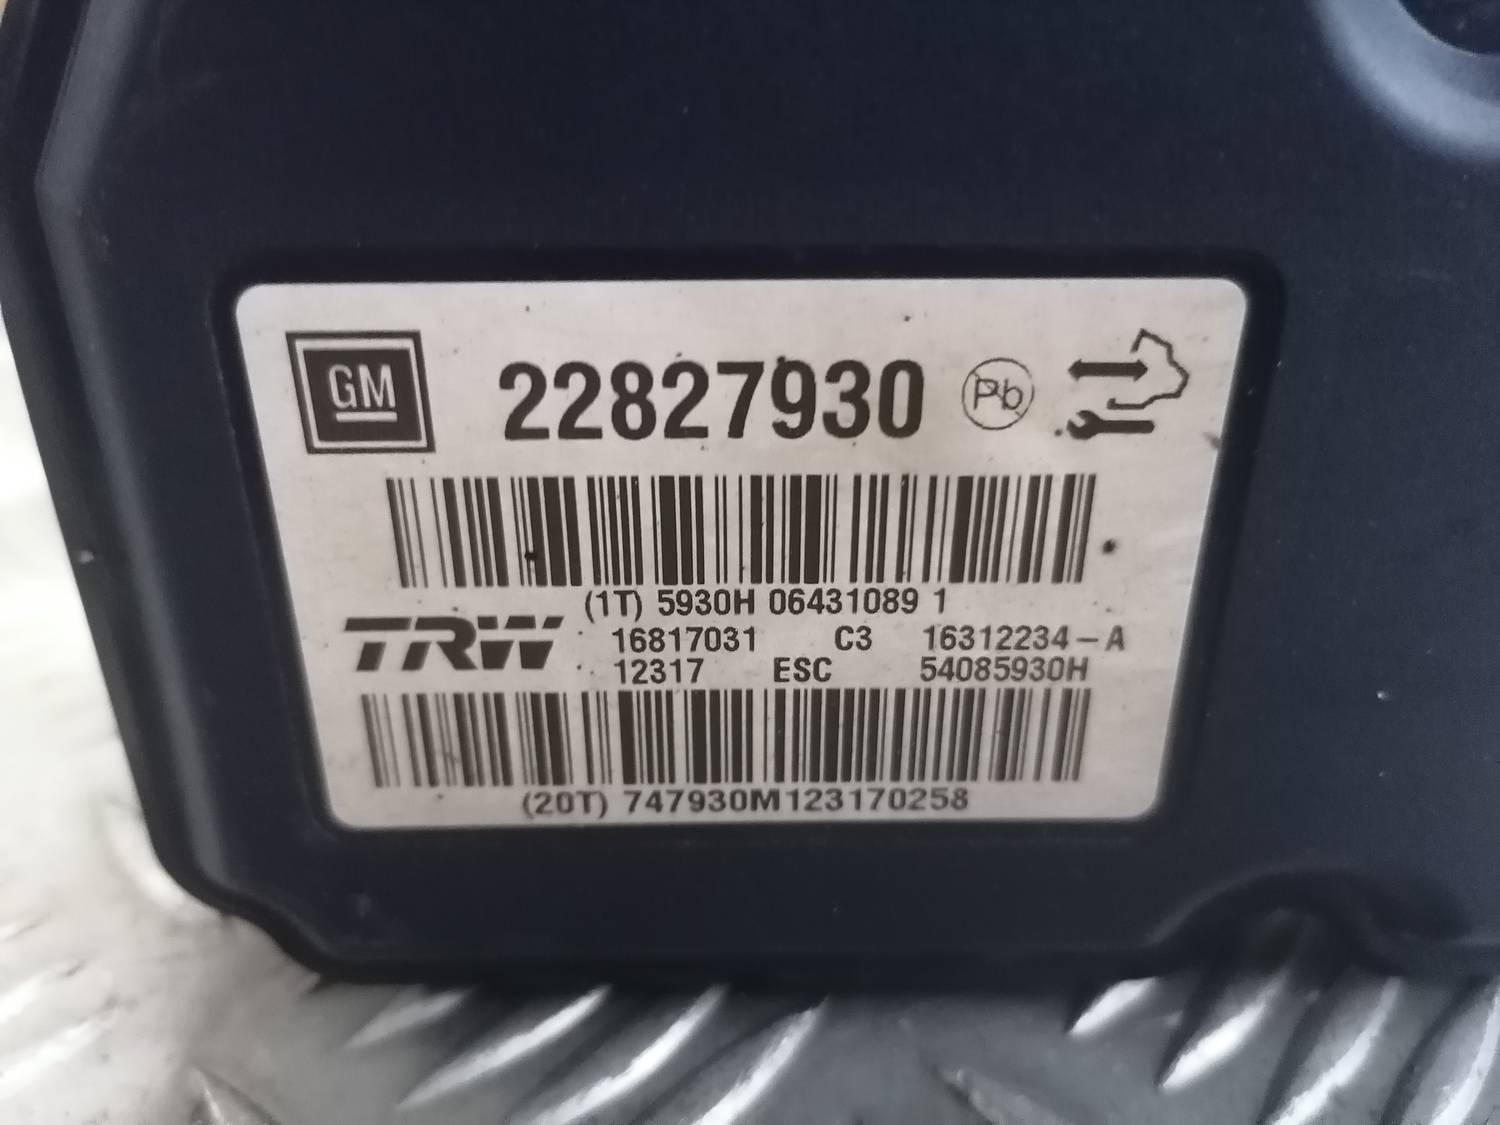 GM 22827930 Pb
(1T) 5930H 06431089 1
TRW 16817031 C3 16312234-A
12317 ESC 54085930H
(20T) 747930M123170258